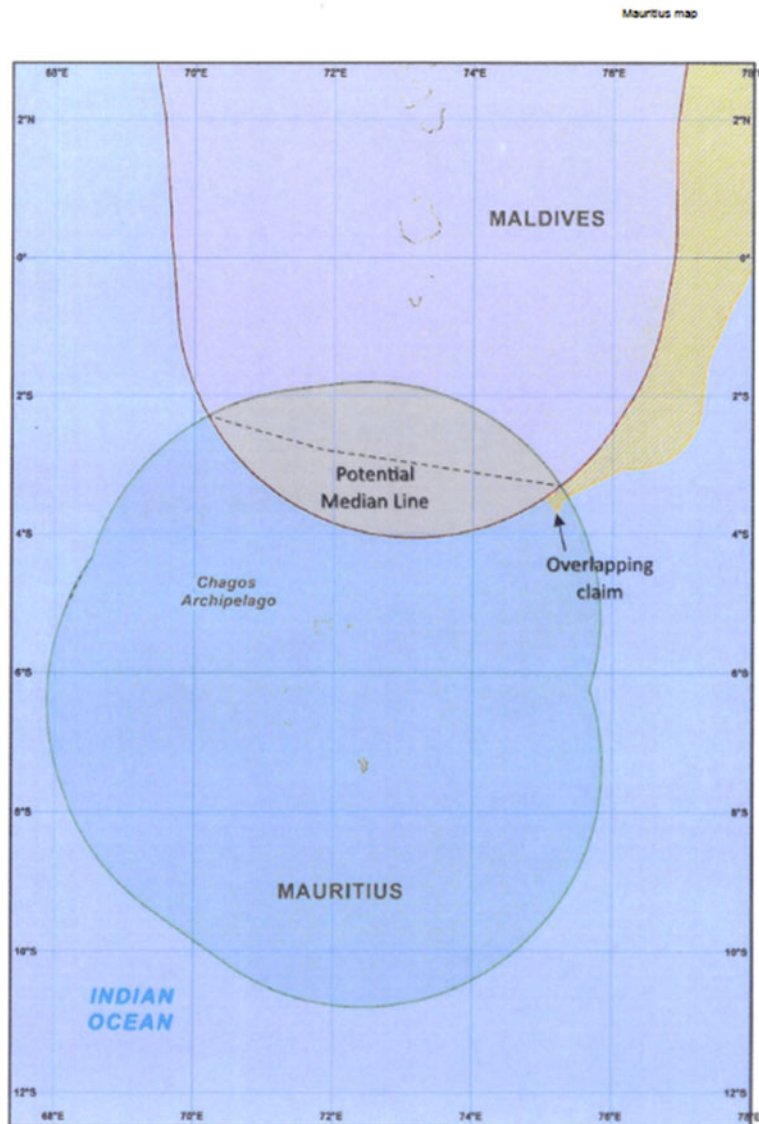 Mauritius map
68°E 70°E 72°E 74°E 76°E 78°E
2°N 2°N
MALDIVES
0° 0°
2°S 2°S
Potential
Median Line
4°S 4°S
Overlapping
claim
Chagos
Archipelago
6°S 6°S
8°S 8°S
MAURITIUS
10°S 10°S
INDIAN
OCEAN
12°S 12°S
68°E 70°E 72°E 74°E 76°E 78°E